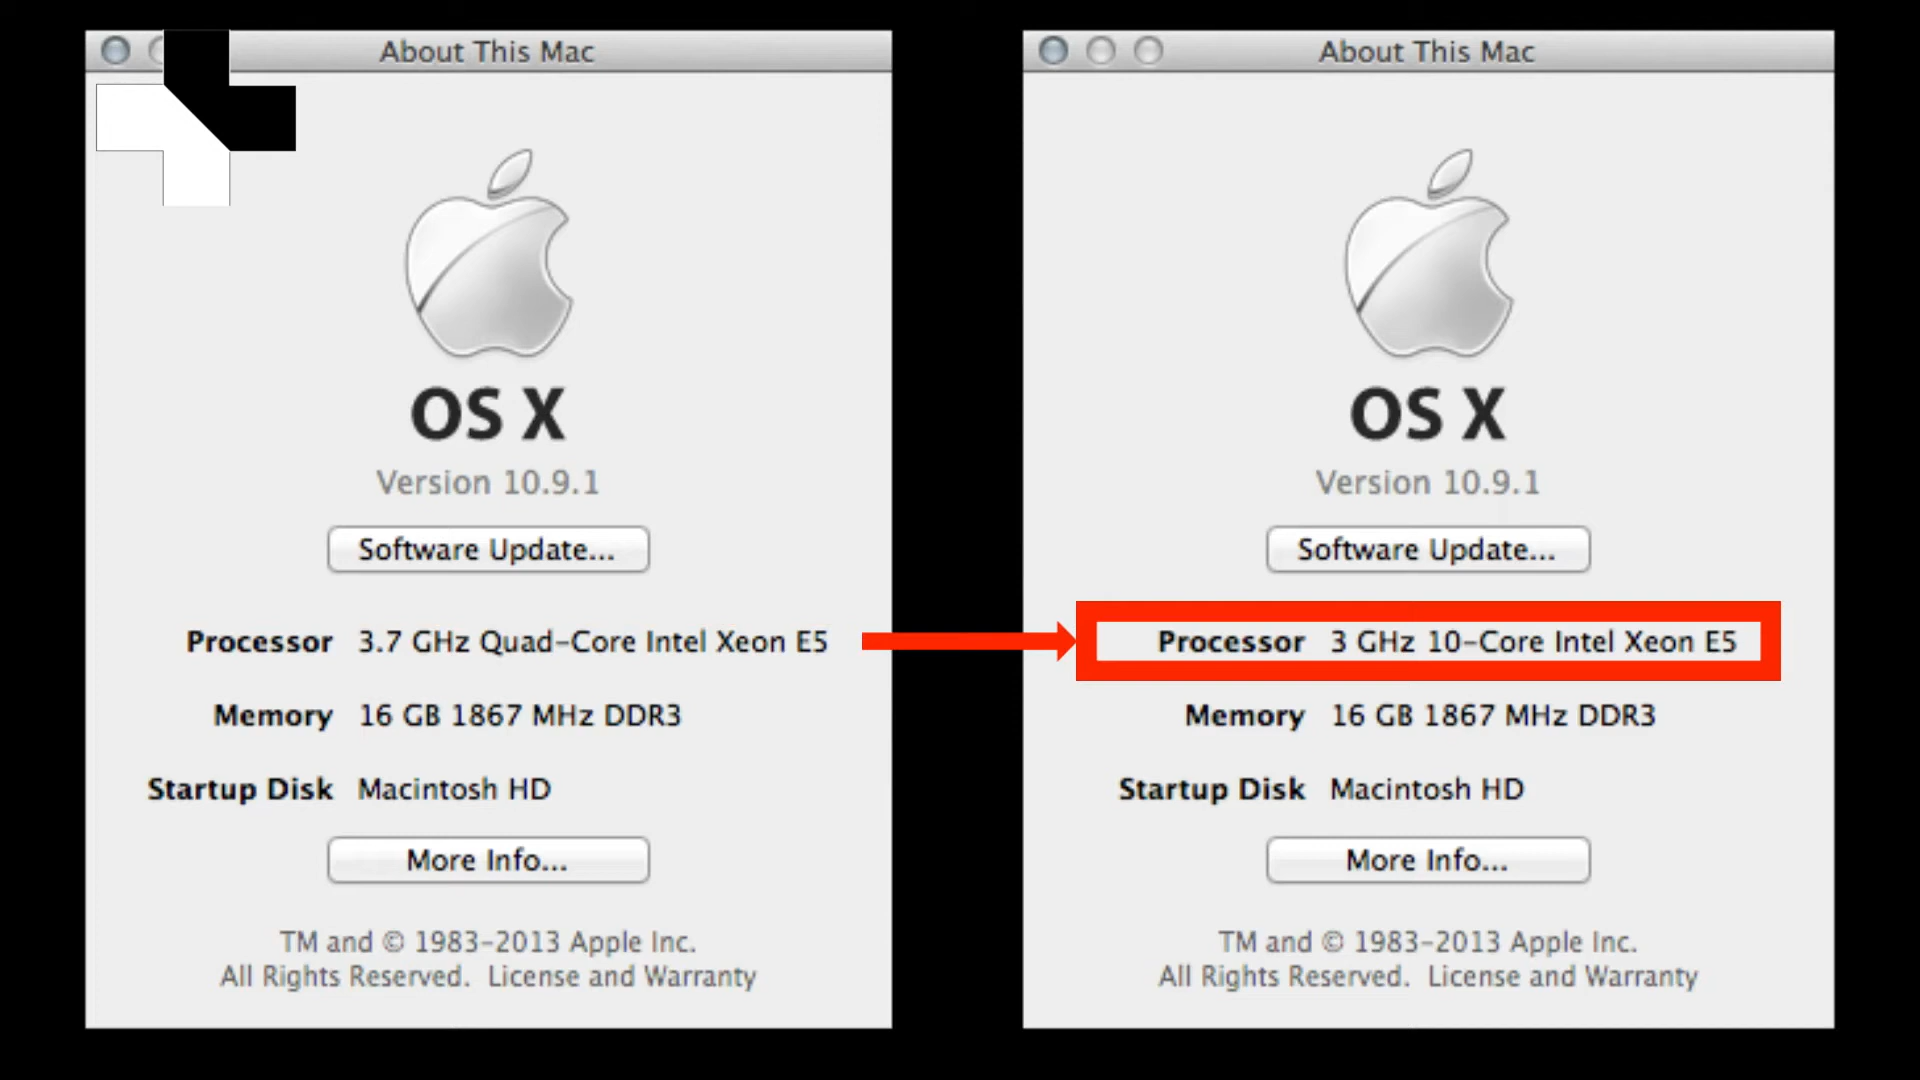 About This Mac
OS X
Version 10.9.1
Software Update...
Processor 3.7 GHz Quad-Core Intel Xeon E5
Memory 16 GB 1867 MHz DDR3
Startup Disk Macintosh HD
More Info...
TM and © 1983-2013 Apple Inc.
All Rights Reserved. License and Warranty
About This Mac
OS X
Version 10.9.1
Software Update...
Processor 3 GHz 10-Core Intel Xeon E5
Memory 16 GB 1867 MHz DDR3
Startup Disk Macintosh HD
More Info...
TM and © 1983-2013 Apple Inc.
All Rights Reserved. License and Warranty